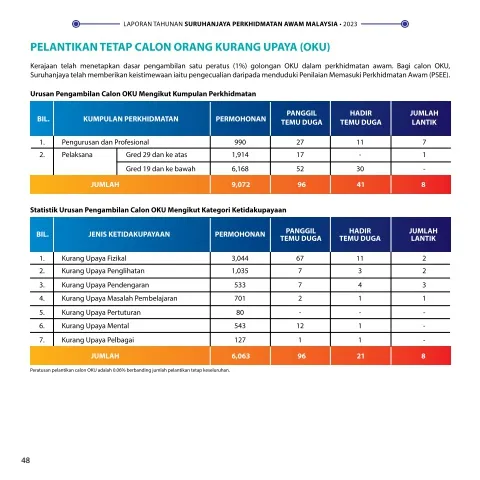 LAPORAN TAHUNAN SURUHANJAYA PERKHIDMATAN AWAM MALAYSIA • 2023
PELANTIKAN TETAP CALON ORANG KURANG UPAYA (OKU)
Kerajaan telah menetapkan dasar pengambilan satu peratus (1%) golongan OKU dalam perkhidmatan awam. Bagi calon OKU,
Suruhanjaya telah memberikan keistimewaan iaitu pengecualian daripada menduduki Penilaian Memasuki Perkhidmatan Awam (PSEE).
Urusan Pengambilan Calon OKU Mengikut Kumpulan Perkhidmatan
BIL. KUMPULAN PERKHIDMATAN PERMOHONAN PANGGIL TEMU DUGA HADIR TEMU DUGA JUMLAH LANTIK
1. Pengurusan dan Profesional 990 27 11 7
2. Pelaksana Gred 29 dan ke atas 1,914 17 - 1
Gred 19 dan ke bawah 6,168 52 30 -
JUMLAH 9,072 96 41 8
Statistik Urusan Pengambilan Calon OKU Mengikut Kategori Ketidakupayaan
BIL. JENIS KETIDAKUPAYAAN PERMOHONAN PANGGIL TEMU DUGA HADIR TEMU DUGA JUMLAH LANTIK
1. Kurang Upaya Fizikal 3,044 67 11 2
2. Kurang Upaya Penglihatan 1,035 7 3 2
3. Kurang Upaya Pendengaran 533 7 4 3
4. Kurang Upaya Masalah Pembelajaran 701 2 1 1
5. Kurang Upaya Pertuturan 80 - - -
6. Kurang Upaya Mental 543 12 1 -
7. Kurang Upaya Pelbagai 127 1 1 -
JUMLAH 6,063 96 21 8
Peratusan pelantikan calon OKU adalah 0.06% berbanding jumlah pelantikan tetap keseluruhan.
48